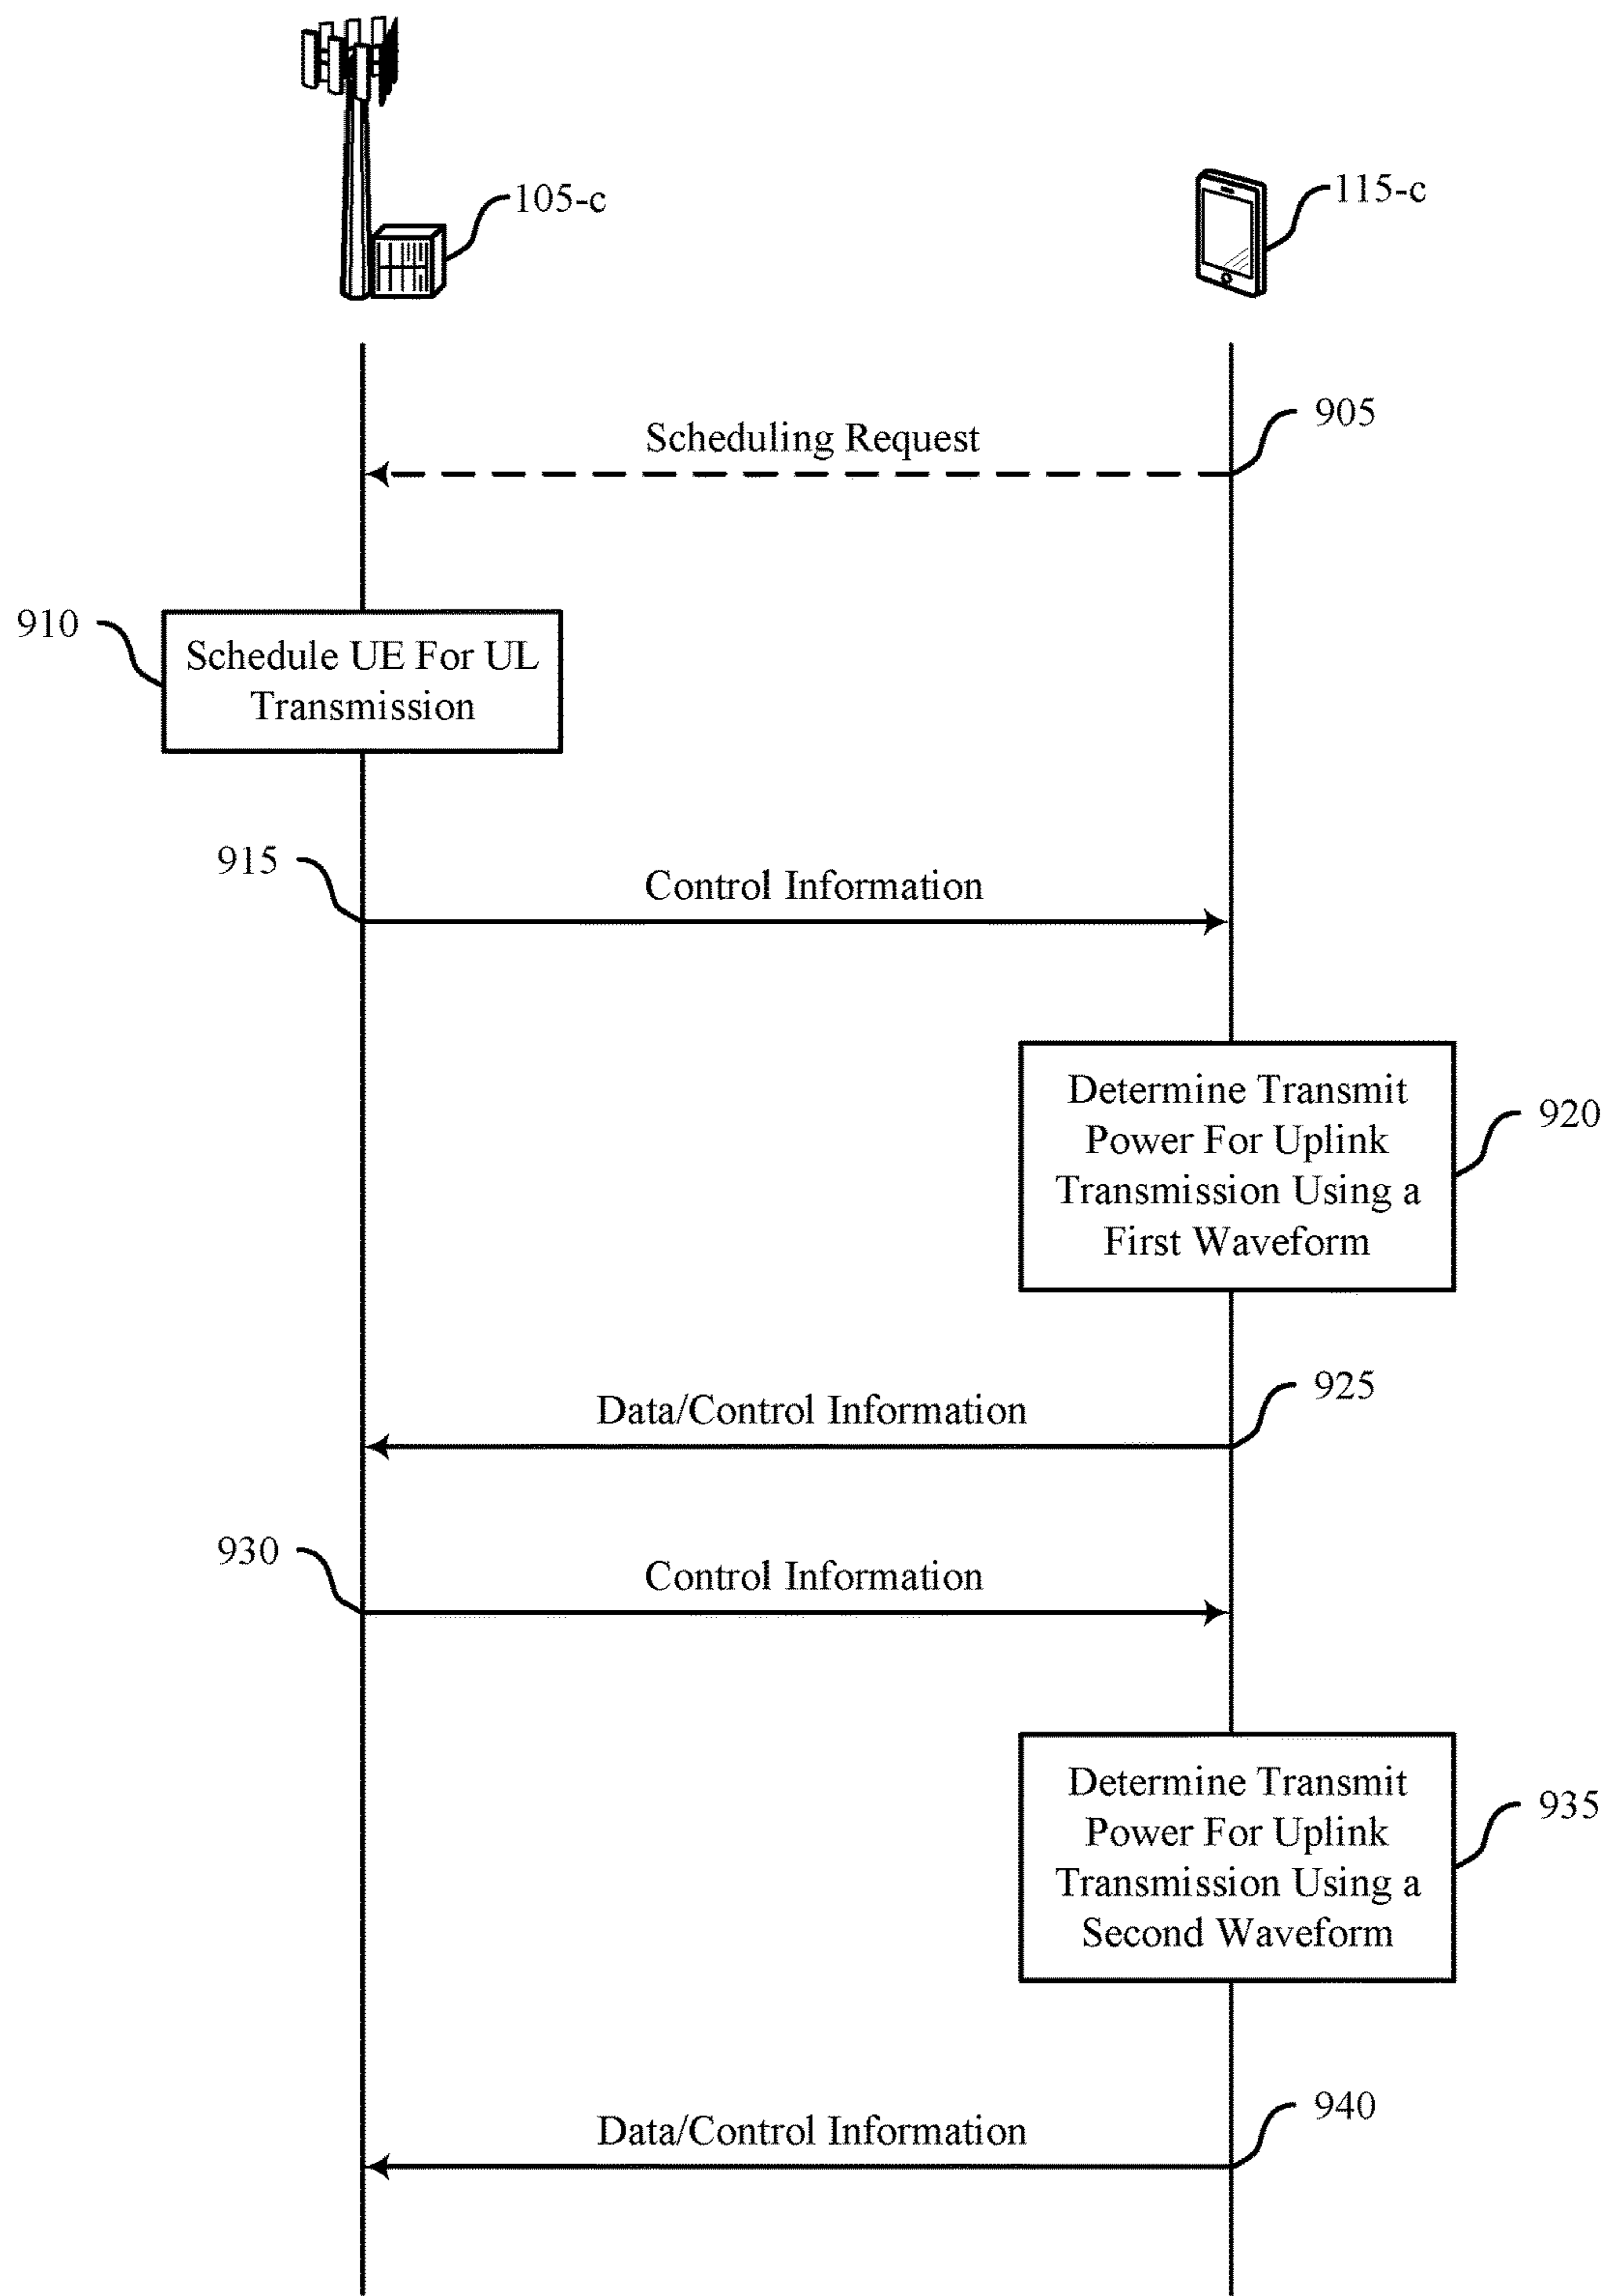 105-c
115-c
905
Scheduling Request
910
Schedule UE For UL
Transmission
915
Control Information
Determine Transmit
Power For Uplink
Transmission Using a
First Waveform
920
925
Data/Control Information
930
Control Information
Determine Transmit
Power For Uplink
Transmission Using a
Second Waveform
935
940
Data/Control Information